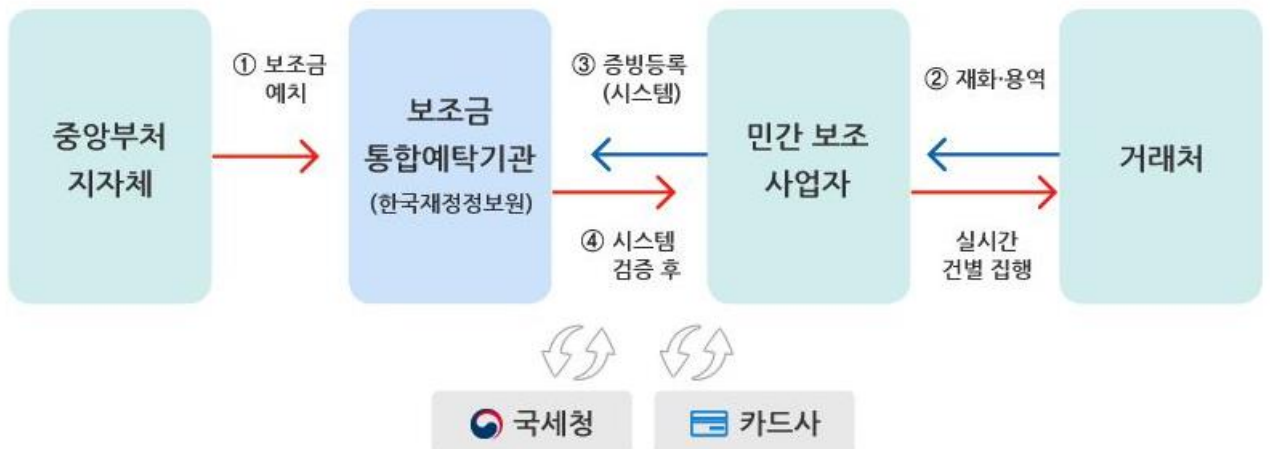 중앙부처
지자체
① 보조금
예치
보조금
통합예탁기관
(한국재정정보원)
③ 증빙등록
(시스템)
④ 시스템
검증 후
민간 보조
사업자
② 재화·용역
실시간
건별 집행
거래처
국세청
카드사